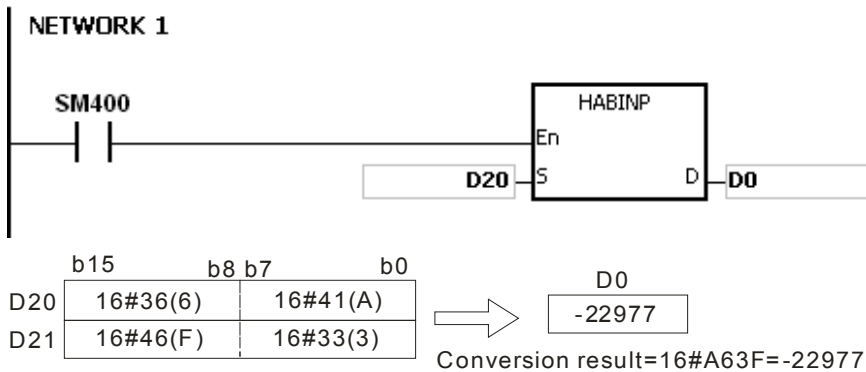 NETWORK 1
SM400
HABINP
En
D20 S D D0
b15 b8 b7 b0
D20 16#36(6) 16#41(A)
D21 16#46(F) 16#33(3)
D0
-22977
Conversion result=16#A63F=-22977